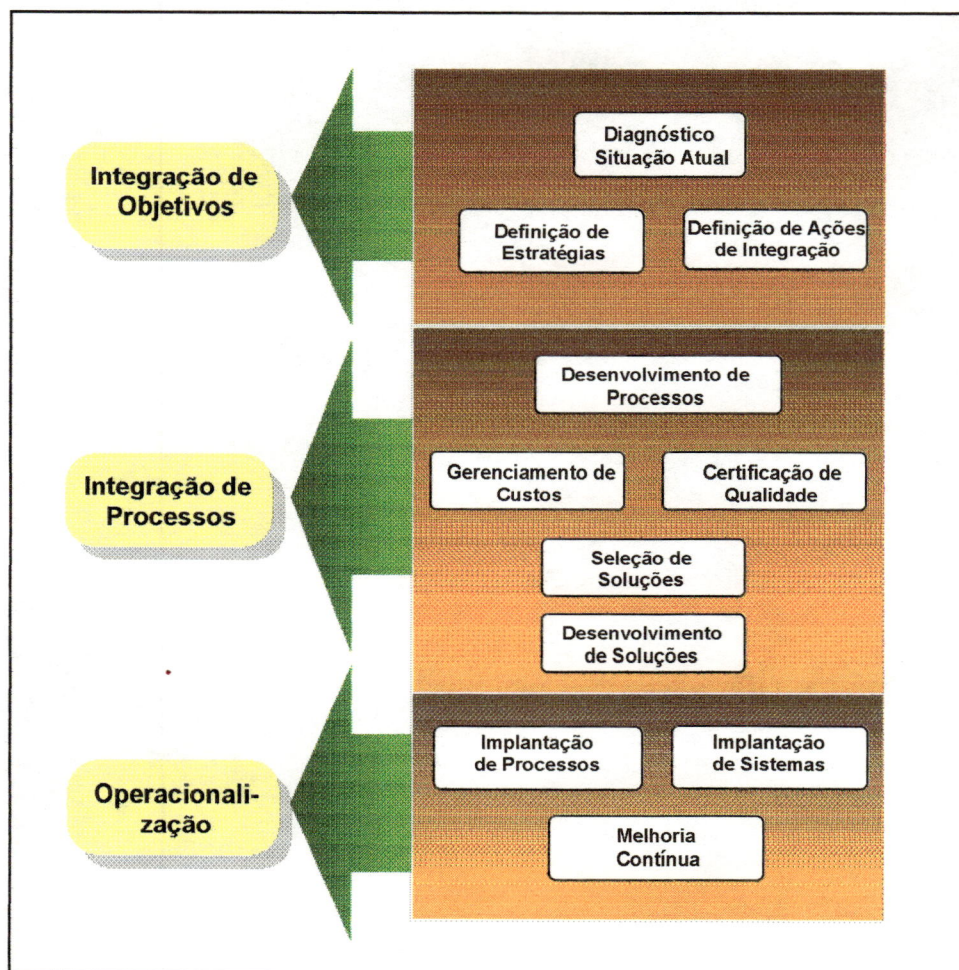 Integração de
Objetivos
Diagnóstico
Situação Atual
Definição de
Estratégias
Definição de Ações
de Integração
Integração de
Processos
Desenvolvimento de
Processos
Gerenciamento de
Custos
Certificação de
Qualidade
Seleção de
Soluções
Desenvolvimento
de Soluções
Operacionali-
zação
Implantação
de Processos
Implantação
de Sistemas
Melhoria
Contínua